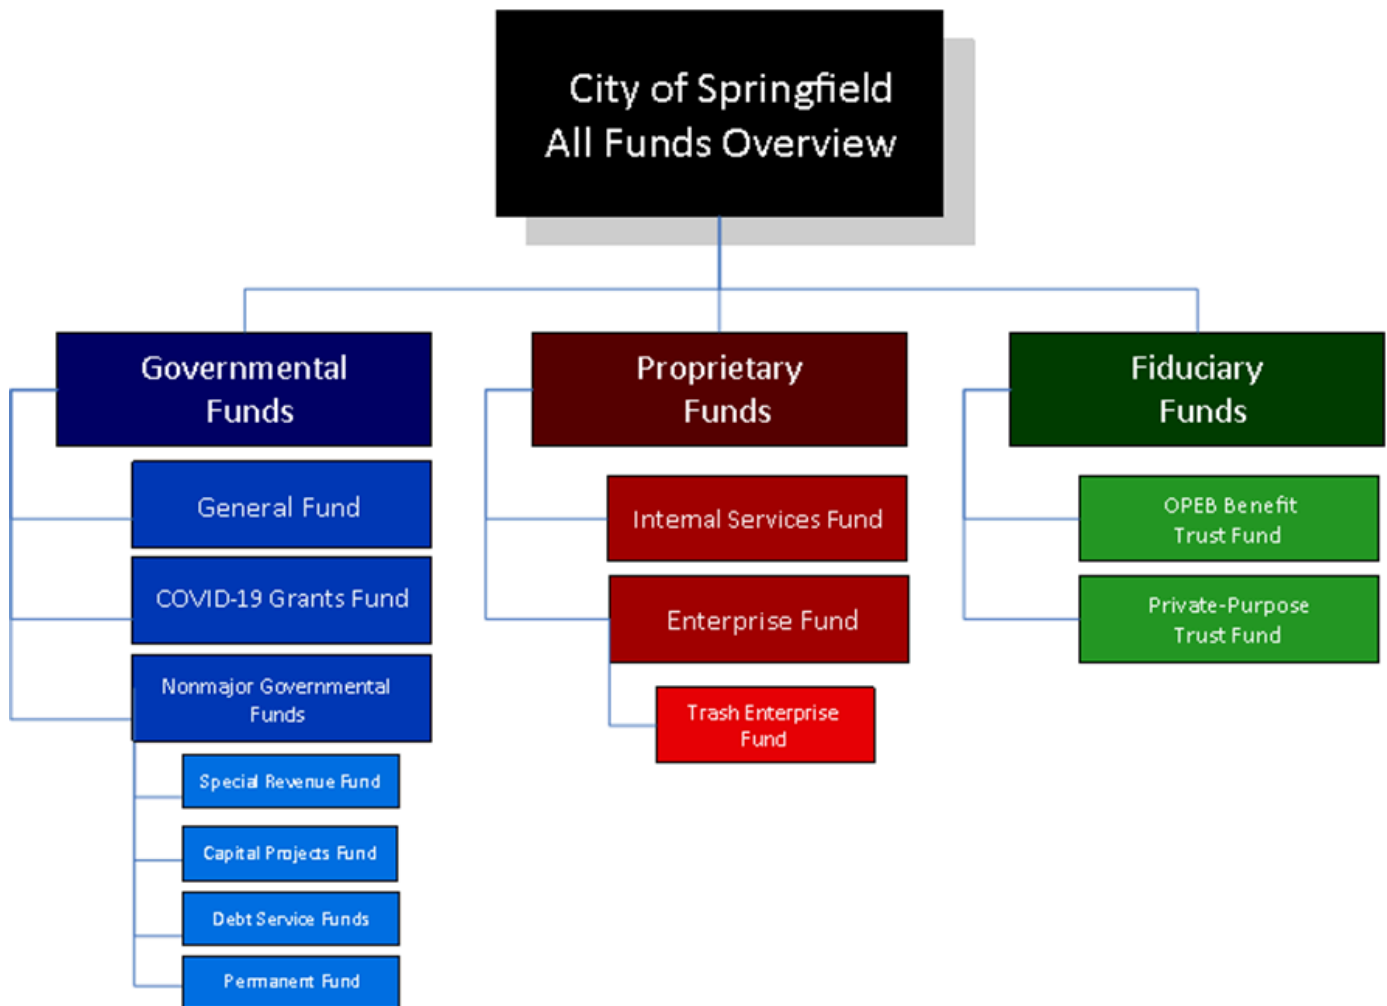 City of Springfield
All Funds Overview
Governmental
Funds
General Fund
COVID-19 Grants Fund
Nonmajor Governmental
Funds
Special Revenue Fund
Capital Projects Fund
Debt Service Funds
Permanent Fund
Proprietary
Funds
Internal Services Fund
Enterprise Fund
Trash Enterprise
Fund
Fiduciary
Funds
OPEB Benefit
Trust Fund
Private-Purpose
Trust Fund